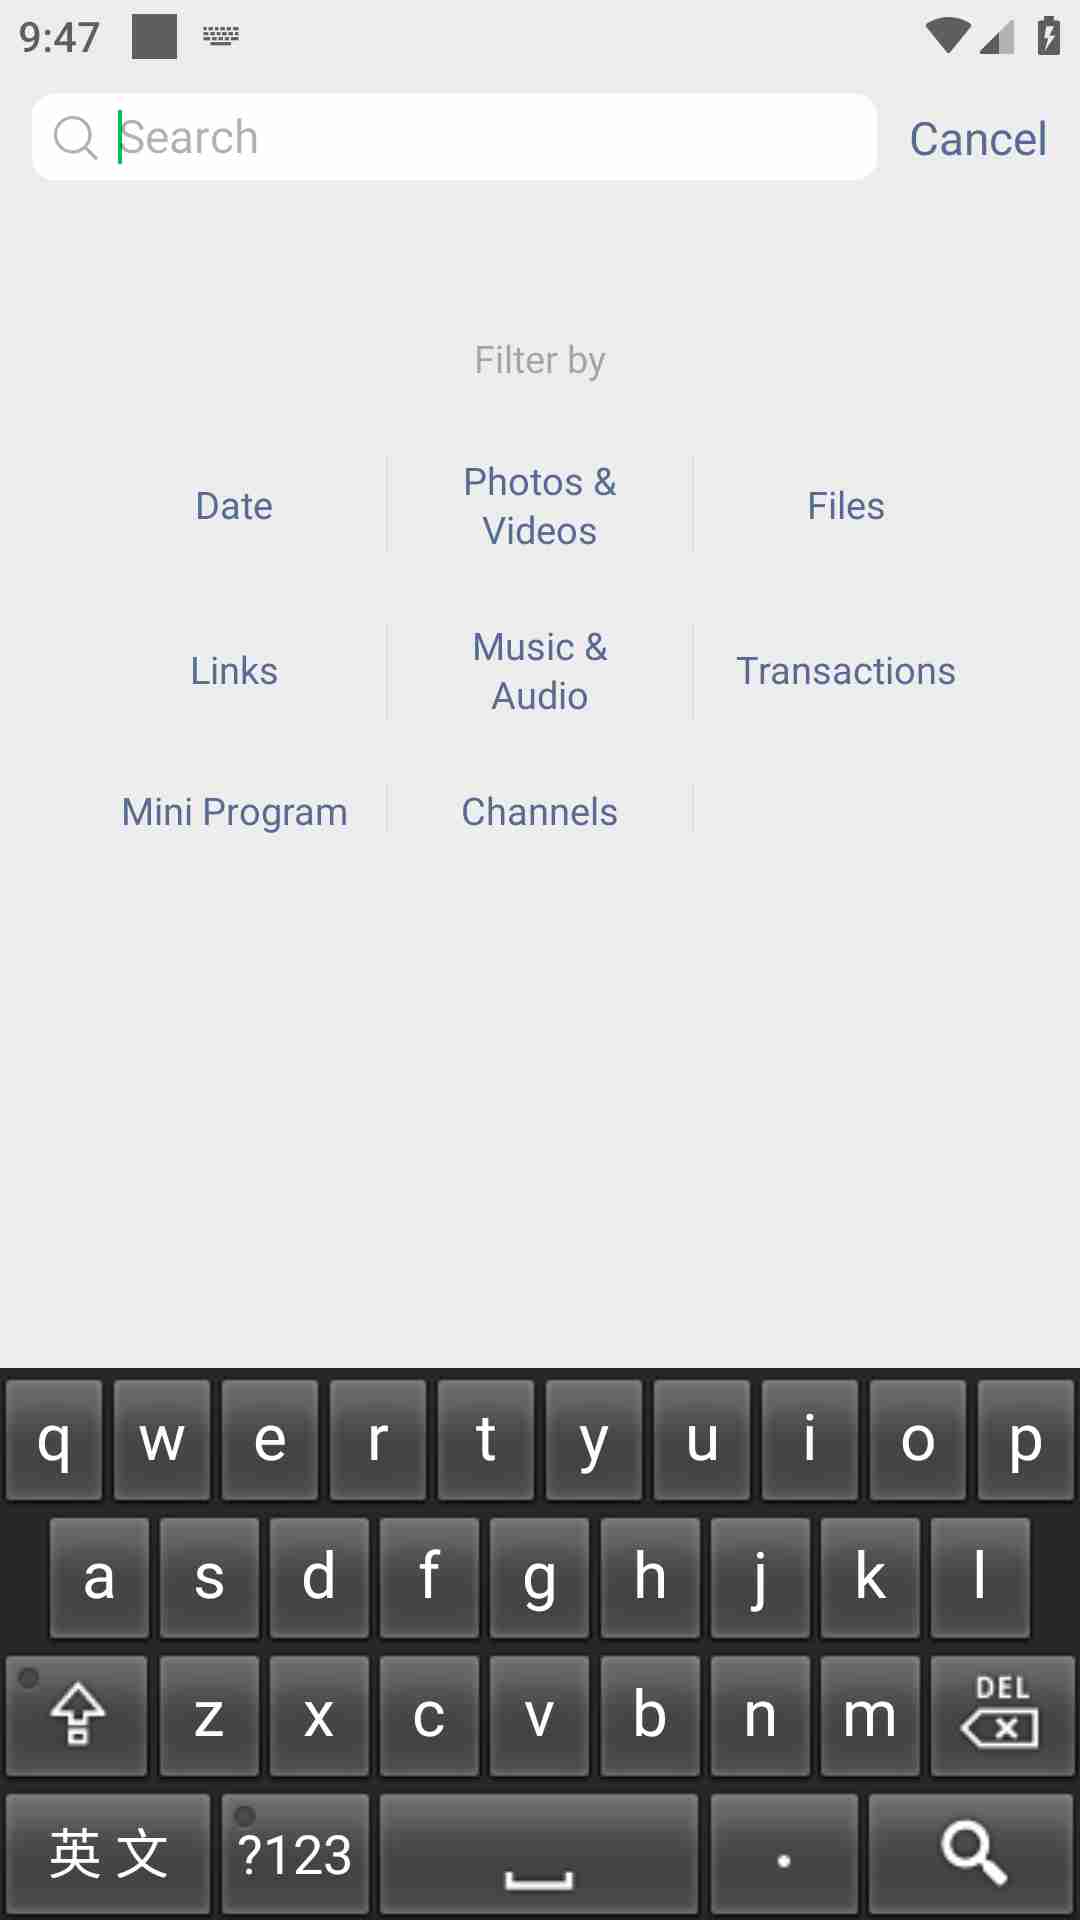 9:47
Search
Cancel
Filter by
Date
Photos &
Videos
Files
Links
Music &
Audio
Transactions
Mini Program
Channels
q w e r t y u i o p
a s d f g h j k l
z x c v b n m DEL
英文 ?123 .